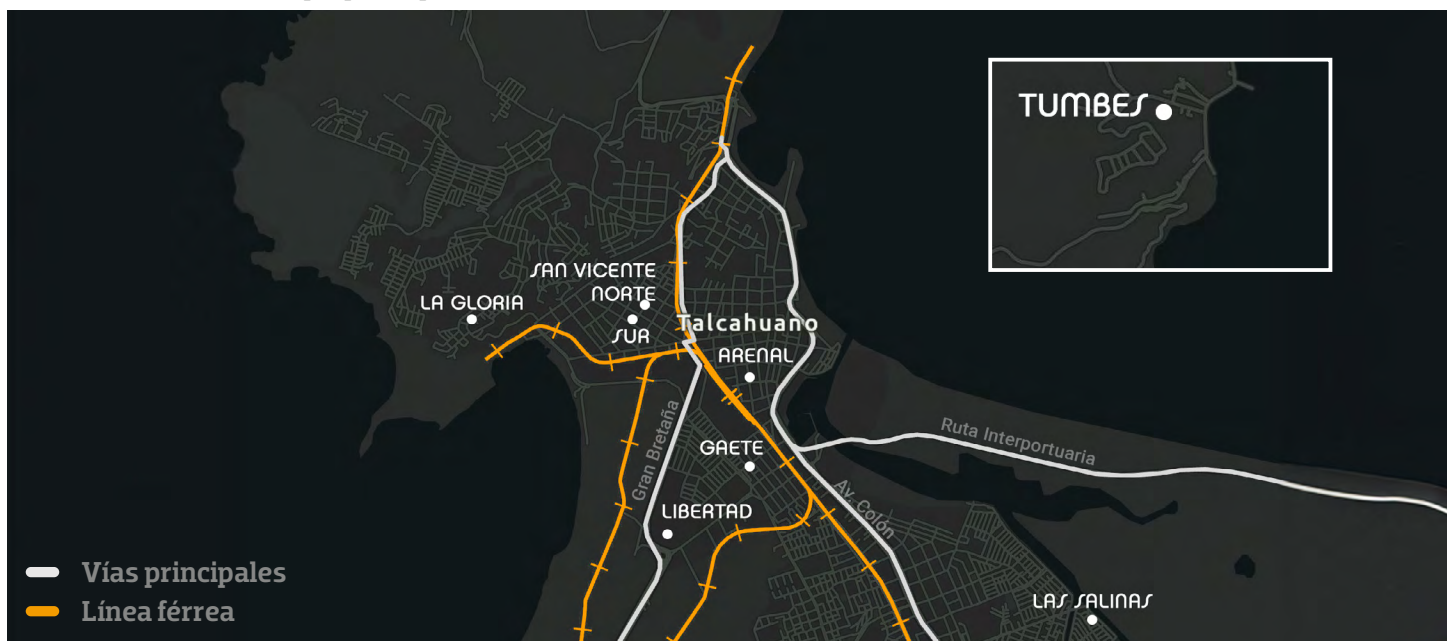 TUMBES
SAN VICENTE
NORTE
LA GLORIA
SUR
Talcahuano
ARENAL
Gran Bretaña
GAETE
Ruta Interportuaria
Av. Colón
LIBERTAD
Vías principales
Línea férrea
LAS SALINAS